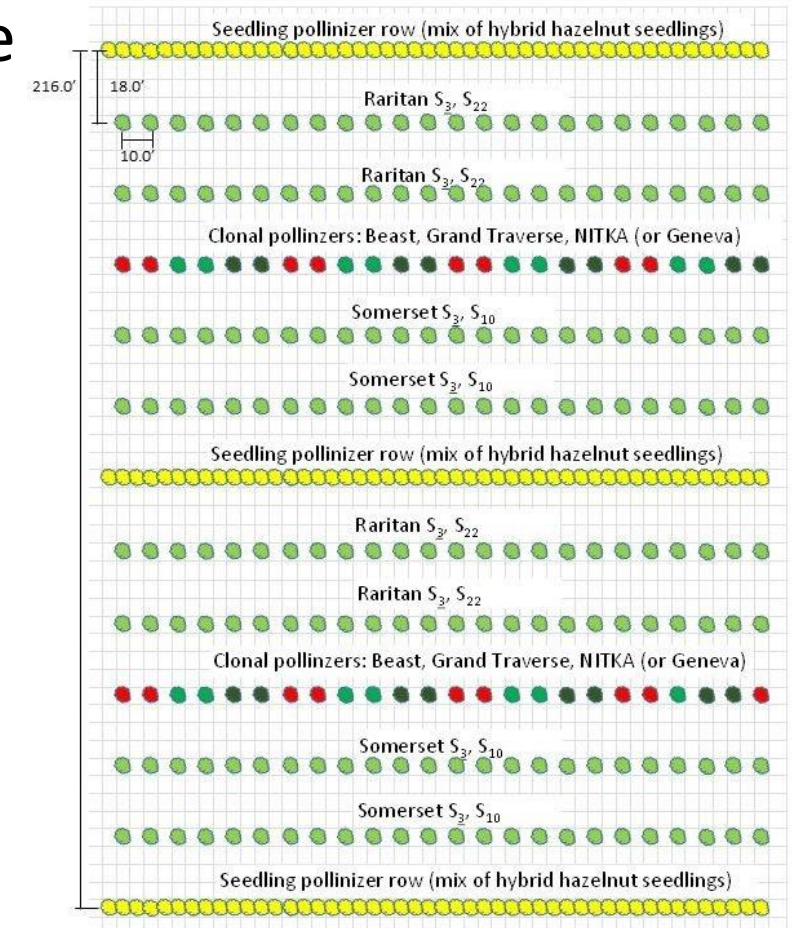 e
Seedling pollinizer row (mix of hybrid hazelnut seedlings)
216.0'
18.0'
Raritan S3, S22
10.0'
Raritan S3, S22
Clonal pollinzers: Beast, Grand Traverse, NITKA (or Geneva)
Somerset S3, S10
Somerset S3, S10
Seedling pollinizer row (mix of hybrid hazelnut seedlings)
Raritan S3, S22
Raritan S3, S22
Clonal pollinzers: Beast, Grand Traverse, NITKA (or Geneva)
Somerset S3, S10
Somerset S3, S10
Seedling pollinizer row (mix of hybrid hazelnut seedlings)